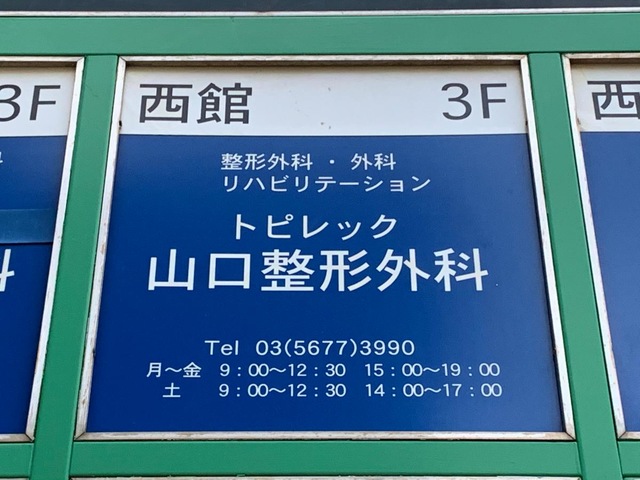 3F
西館 3F
西
科
整形外科・外科
リハビリテーション
トピレック
山口整形外科
Tel 03(5677)3990
月～金 9：00～12：30 15：00～19：00
土 9：00～12：30 14：00～17：00